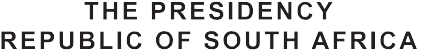 THE PRESIDENCY
REPUBLIC OF SOUTH AFRICA